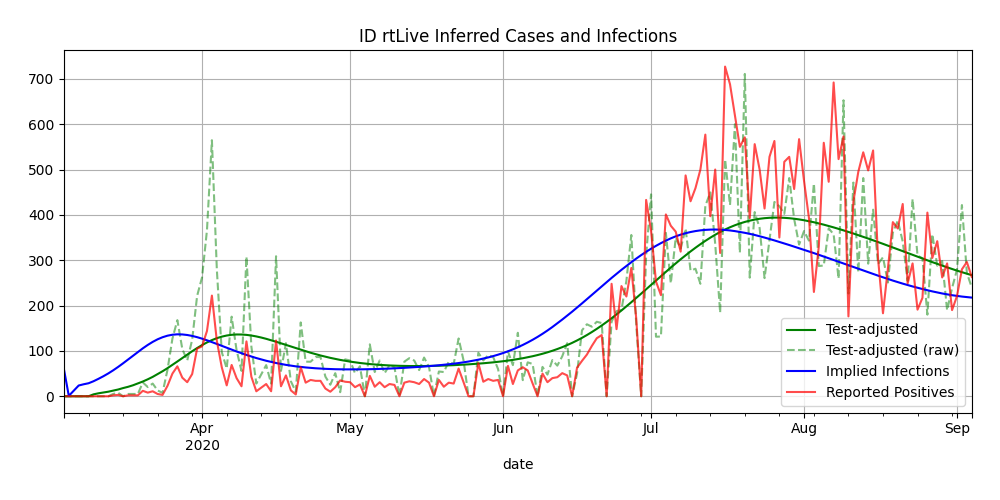 ID rtLive Inferred Cases and Infections
700
600
500
400
300
200
100
0
Test-adjusted
Test-adjusted (raw)
Implied Infections
Reported Positives
Apr
2020
May
Jun
Jul
Aug
Sep
date